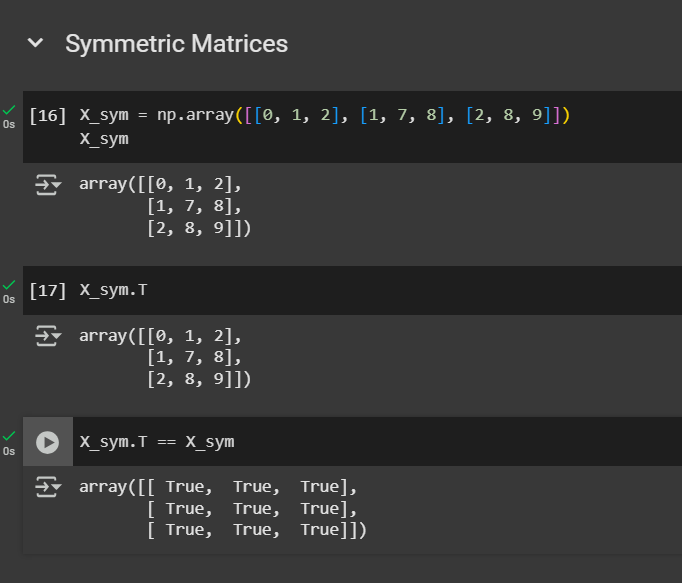 Symmetric Matrices
0s
[16] X_sym = np.array([[0, 1, 2], [1, 7, 8], [2, 8, 9]])
X_sym
array([[0, 1, 2],
[1, 7, 8],
[2, 8, 9]])
0s
[17] X_sym.T
array([[0, 1, 2],
[1, 7, 8],
[2, 8, 9]])
0s
X_sym.T == X_sym
array([[ True,  True,  True],
[ True,  True,  True],
[ True,  True,  True]])